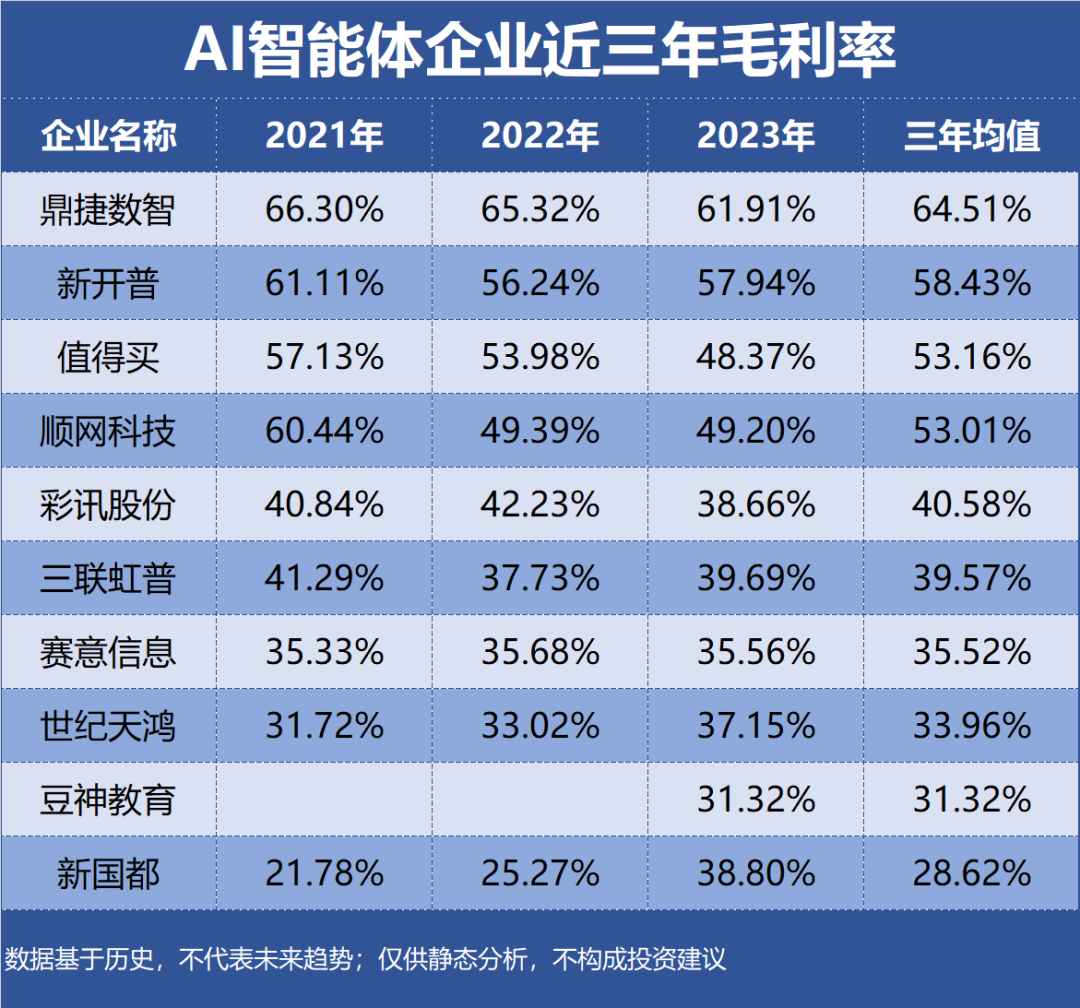 AI智能体企业近三年毛利率
企业名称 2021年 2022年 2023年 三年均值
鼎捷数智 66.30% 65.32% 61.91% 64.51%
新开普 61.11% 56.24% 57.94% 58.43%
值得买 57.13% 53.98% 48.37% 53.16%
顺网科技 60.44% 49.39% 49.20% 53.01%
彩讯股份 40.84% 42.23% 38.66% 40.58%
三联虹普 41.29% 37.73% 39.69% 39.57%
赛意信息 35.33% 35.68% 35.56% 35.52%
世纪天鸿 31.72% 33.02% 37.15% 33.96%
豆神教育 31.32% 31.32%
新国都 21.78% 25.27% 38.80% 28.62%
数据基于历史，不代表未来趋势；仅供静态分析，不构成投资建议